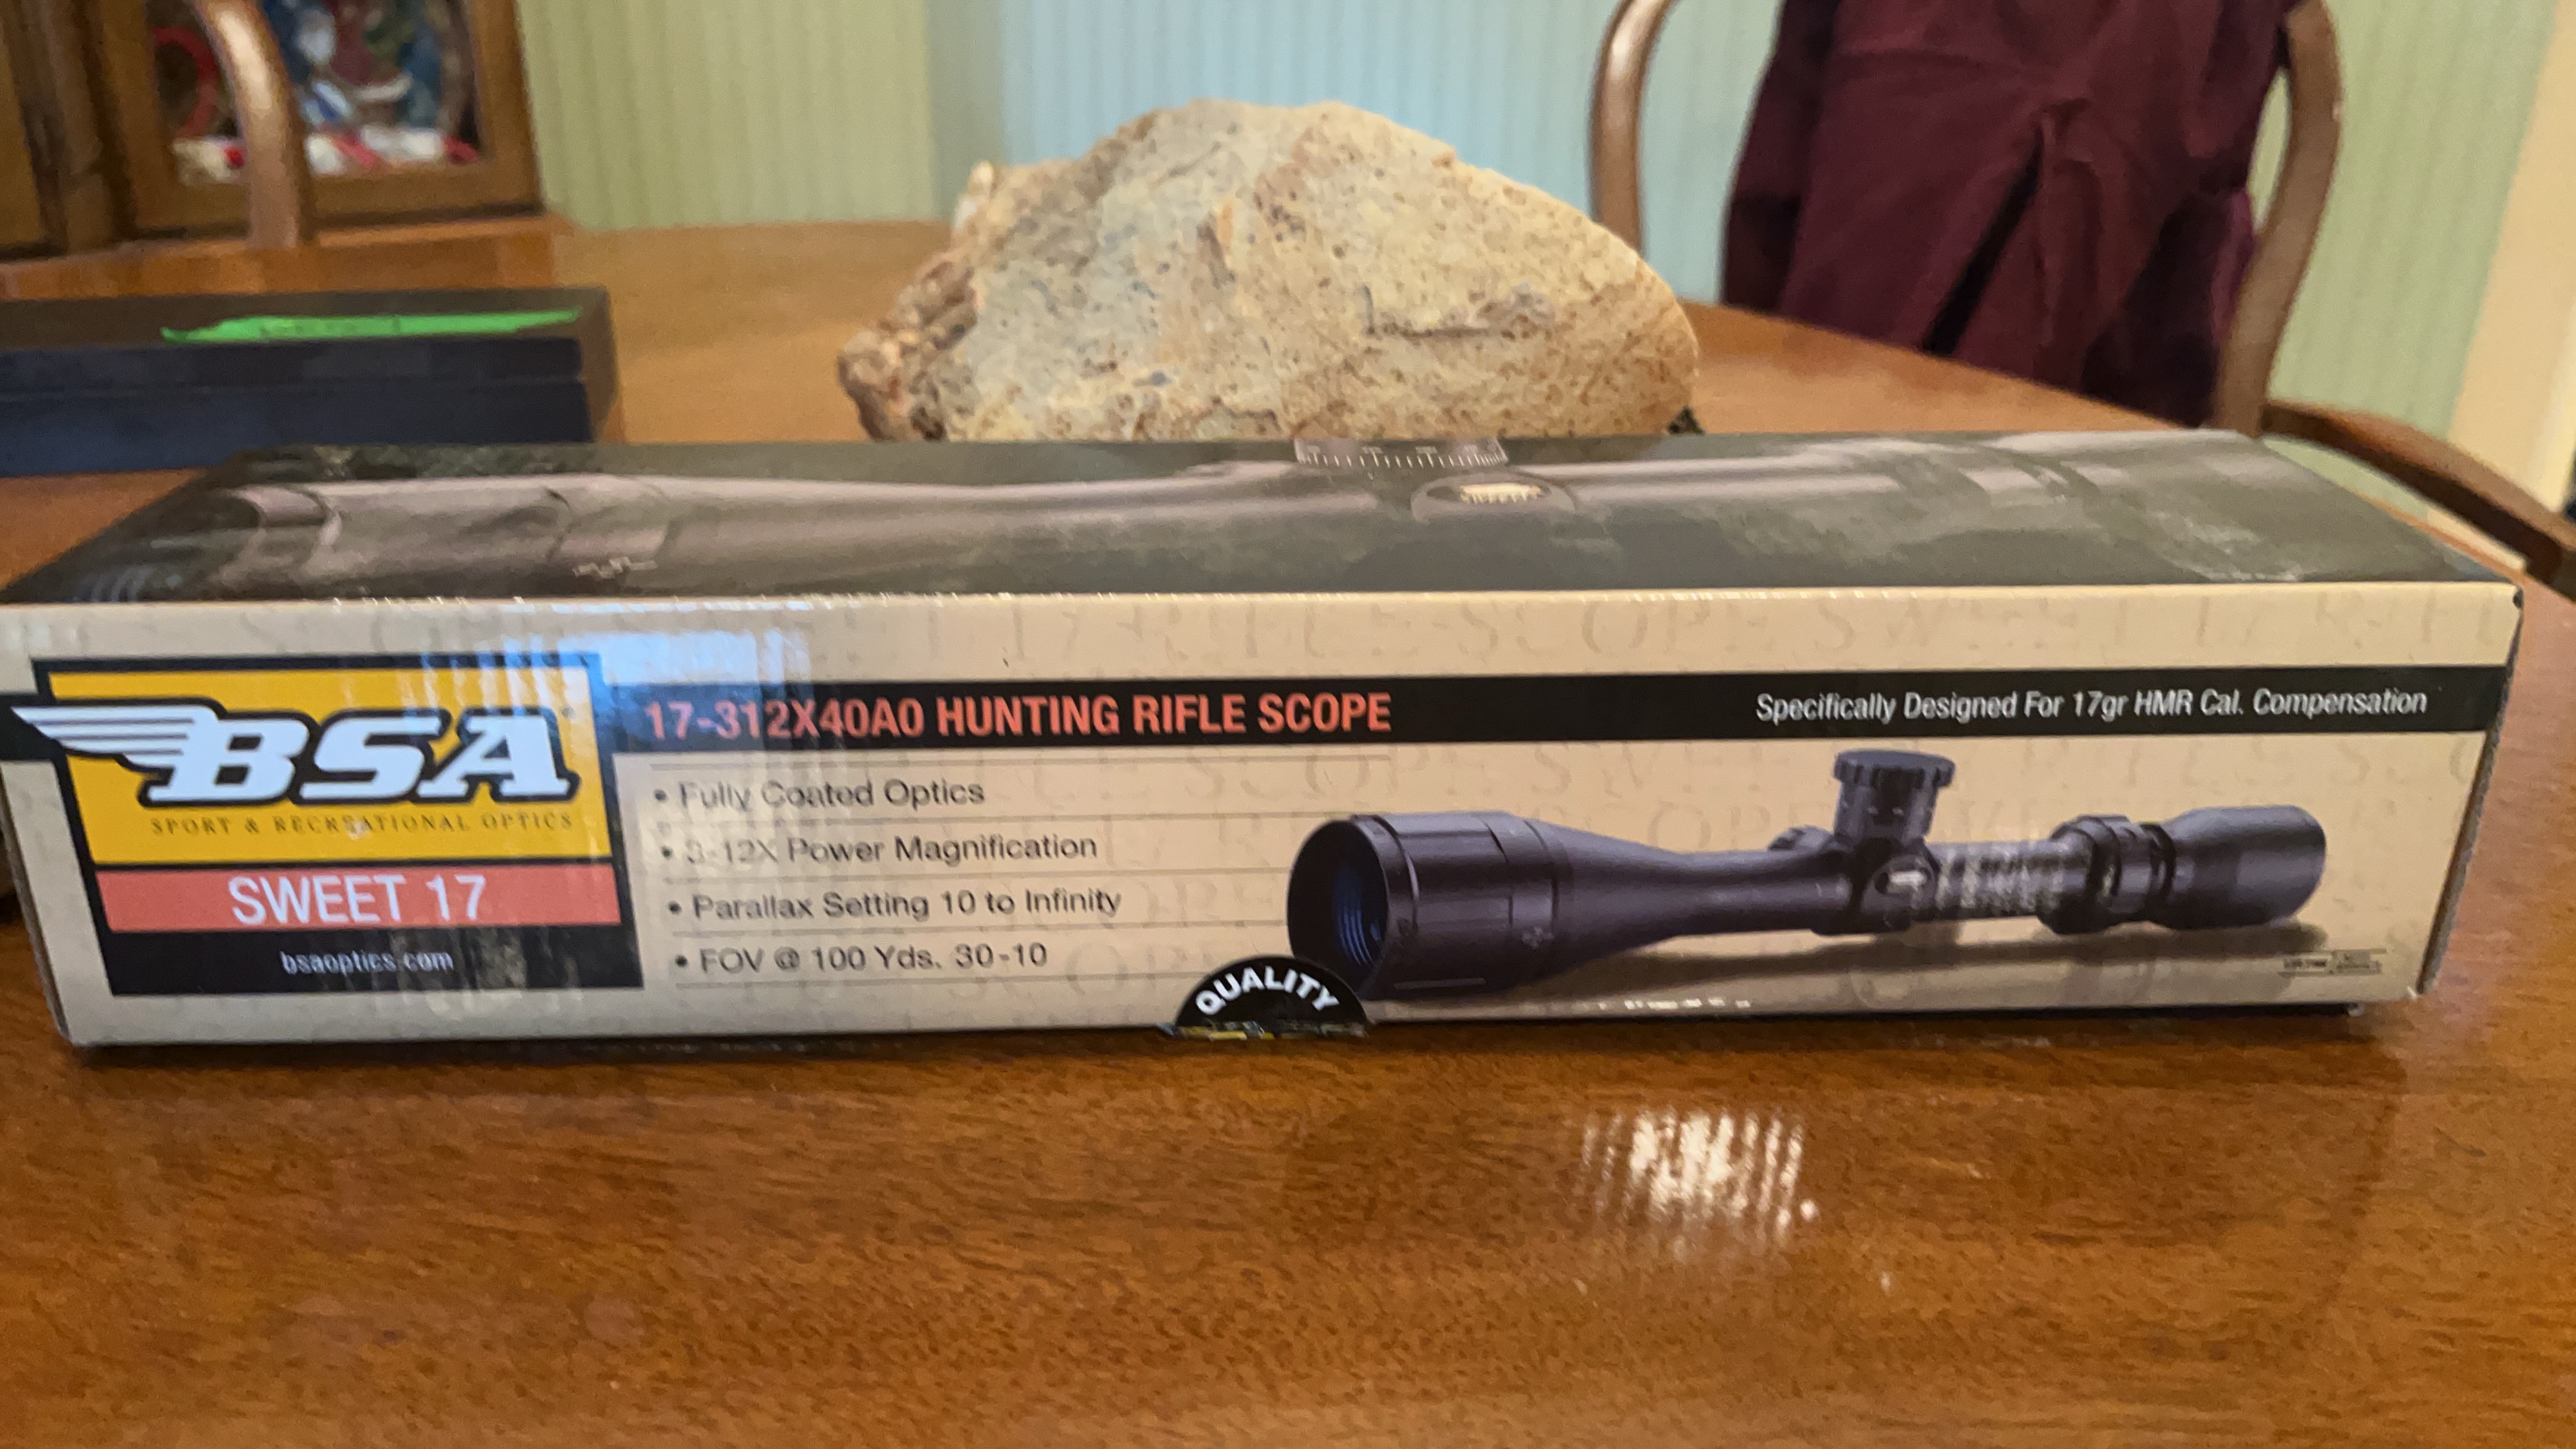 BSA
SPORT & RECREATIONAL OPTICS
SWEET 17
bsaoptics.com
17-312X40AO HUNTING RIFLE SCOPE
Specifically Designed For 17gr HMR Cal. Compensation
• Fully Coated Optics
• 3-12X Power Magnification
• Parallax Setting 10 to Infinity
• FOV @ 100 Yds. 30-10
QUALITY